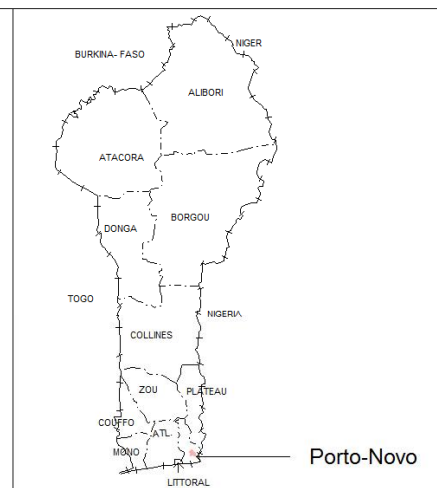 NIGER
BURKINA- FASO
ALIBORI
ATACORA
BORGOU
DONGA
TOGO
NIGERIA
COLLINES
ZOU
PLATEAU
COUFFO
ATL.
MONO
Porto-Novo
LITTORAL